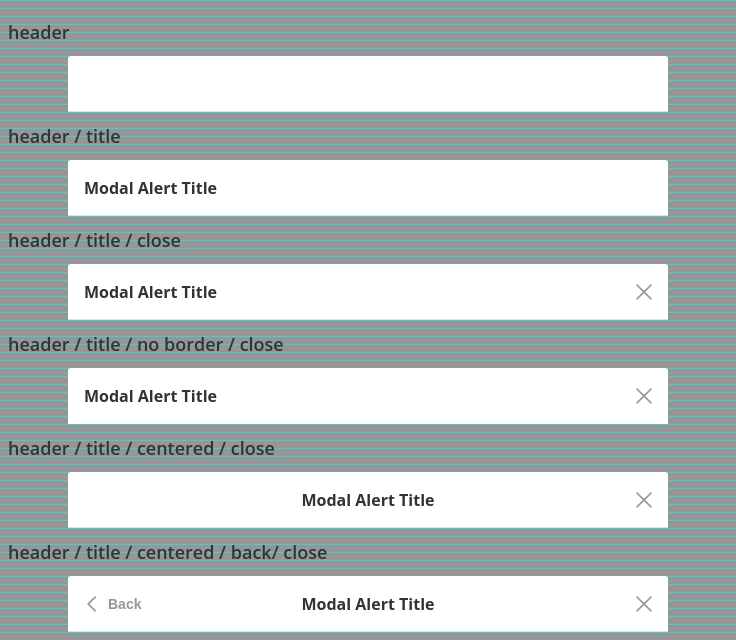 header
header / title
Modal Alert Title
header / title / close
Modal Alert Title
header / title / no border / close
Modal Alert Title
header / title / centered / close
Modal Alert Title
header / title / centered / back/ close
Back Modal Alert Title